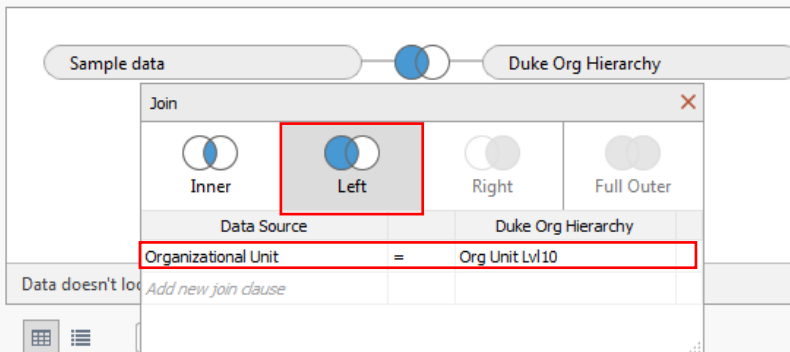 Sample data
Duke Org Hierarchy
Join
Inner
Left
Right
Full Outer
Data Source
Duke Org Hierarchy
Organizational Unit = Org Unit Lvl10
Add new join clause
Data doesn't